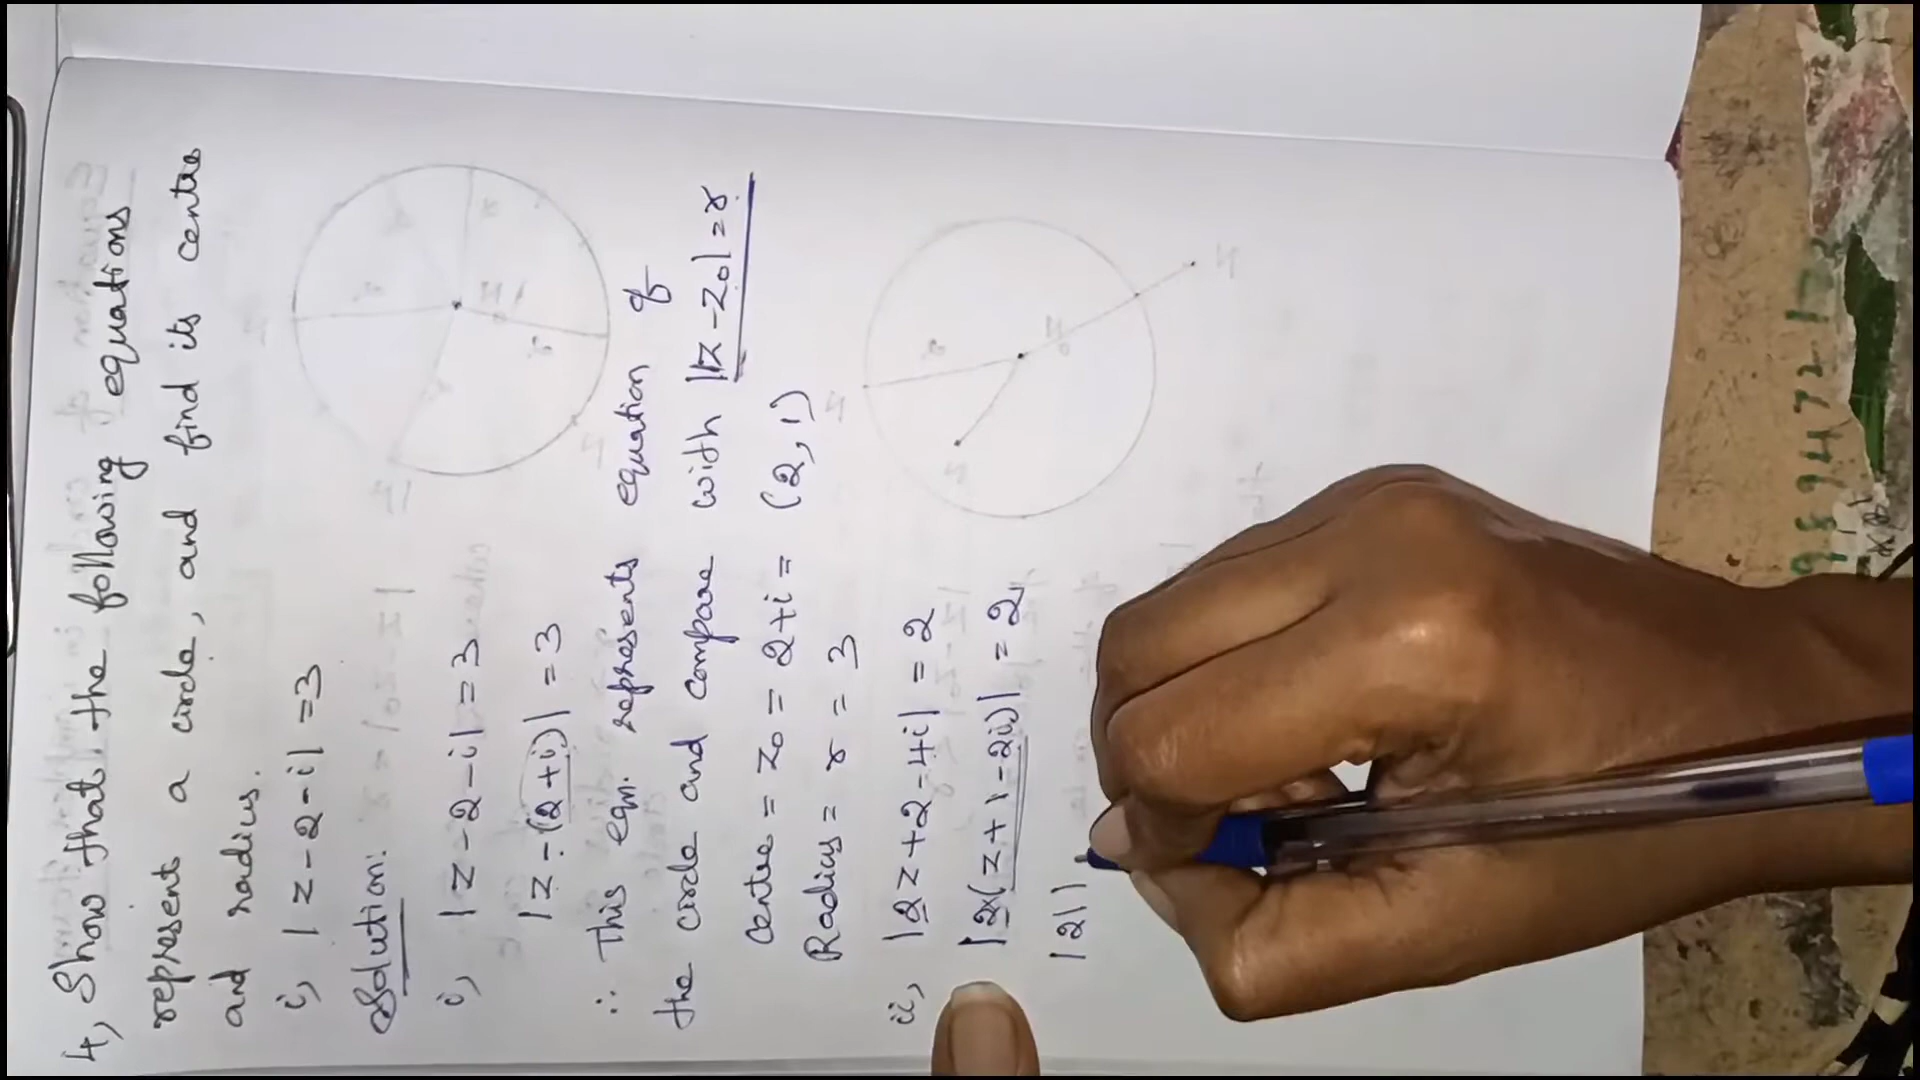 4, Show that the following equations
represent a circle, and find its centre
and radius.
i, |z-2-i|=3
Solution:
i, |z-2-i|=3
|z-(2+i)|=3
∴ This eqn. represents equation of
the circle and compare with |z-z₀|=r
Centre = z₀ = 2+i = (2,1)
Radius = r = 3
ii, |2z+2-4i|=2
|2(z+1-2i)|=2
|2||